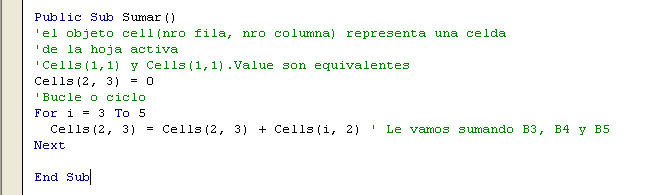 Public Sub Sumar()
'el objeto cell(nro fila, nro columna) representa una celda
'de la hoja activa
'Cells(1,1) y Cells(1,1).Value son equivalentes
Cells(2, 3) = 0
'Bucle o ciclo
For i = 3 To 5
  Cells(2, 3) = Cells(2, 3) + Cells(i, 2) ' Le vamos sumando B3, B4 y B5
Next
End Sub